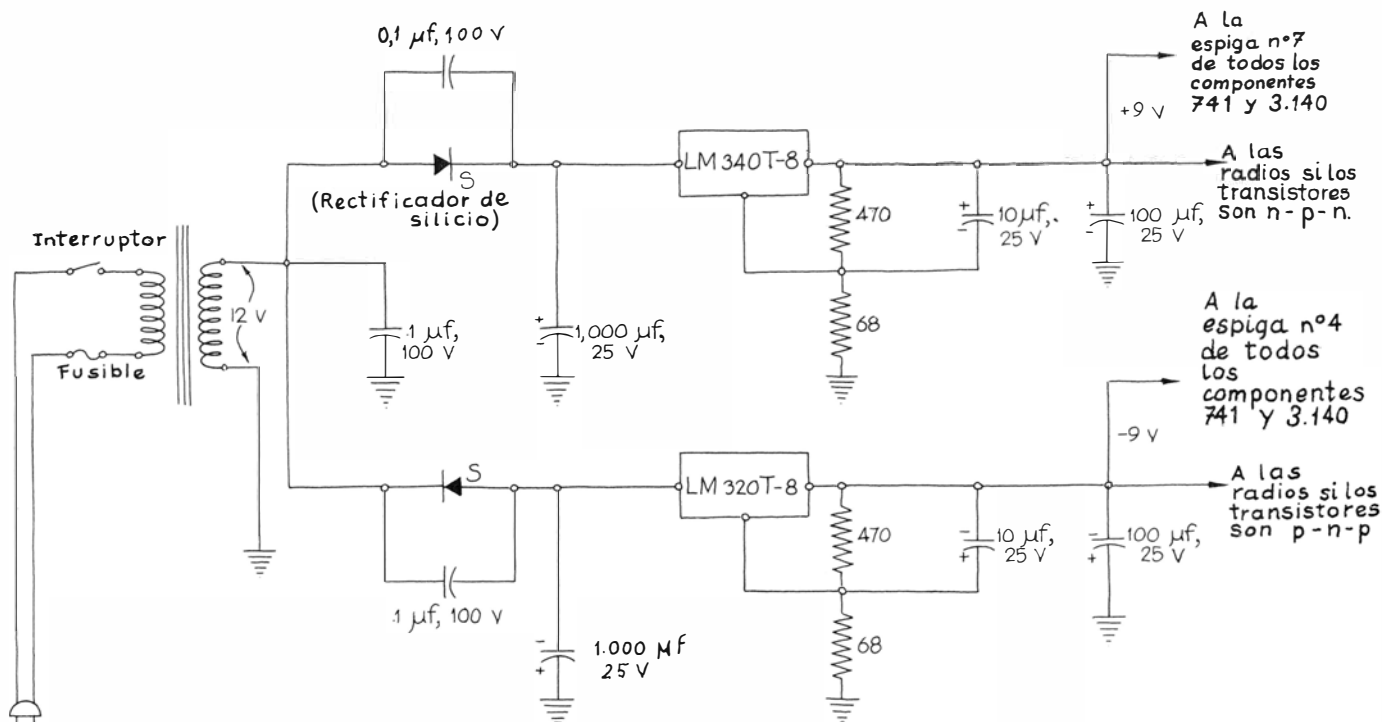 0,1 µf, 100 V
S
(Rectificador de
silicio)
LM 340T-8
470
68
10 µf,.
25 V
+
-
100 µf,
25 V
+
-
+9 v
A la
espiga nº7
de todos los
componentes
741 y 3.140
A las
radios si los
transistores
son n-p-n.
Interruptor
Fusible
12 V
.1 µf,
100 V
+
-
1,000 µf,
25 V
A la
espiga nº4
de todos
los
componentes
741 y 3.140
-9 v
A las
radios si los
transistores
son p-n-p
S
.1 µf, 100 v
-
+
1.000 µf
25 V
LM 320T-8
470
68
-
+
10 µf,
25 V
-
+
100 µf,
25 V